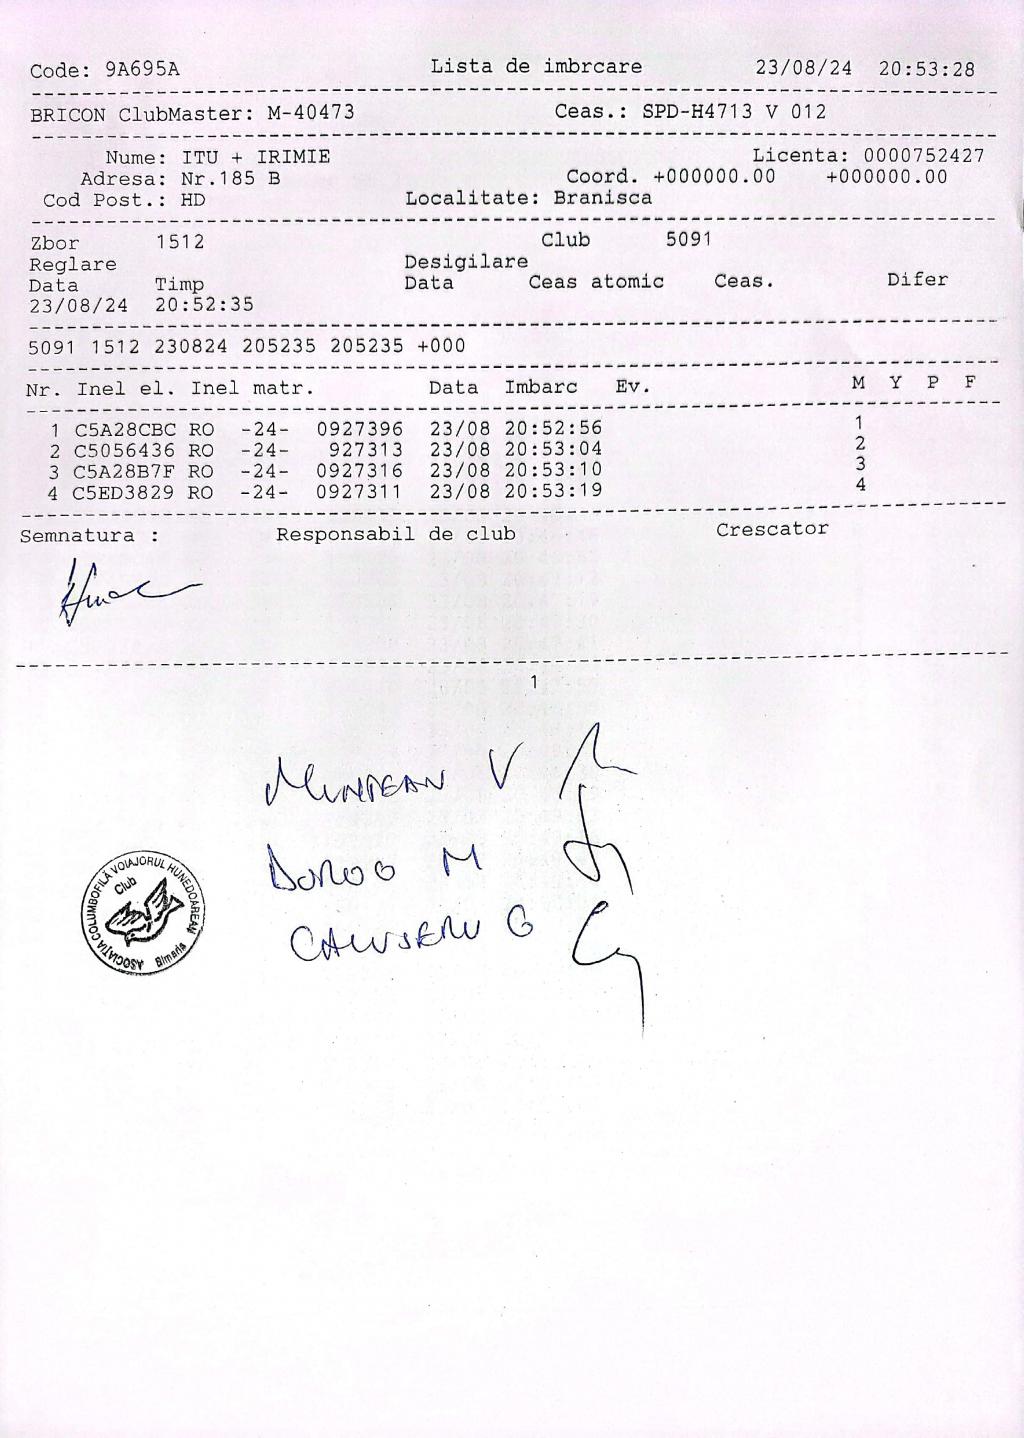 Code: 9A695A Lista de imbrcare 23/08/24 20:53:28
BRICON ClubMaster: M-40473 Ceas.: SPD-H4713 V 012
Nume: ITU + IRIMIE Licenta: 0000752427
Adresa: Nr.185 B Coord. +000000.00 +000000.00
Cod Post.: HD Localitate: Branisca
Zbor 1512 Club 5091
Reglare Desigilare
Data Timp Data Ceas atomic Ceas. Difer
23/08/24 20:52:35
5091 1512 230824 205235 205235 +000
Nr. Inel el. Inel matr. Data Imbarc Ev. M Y P F
1 C5A28CBC RO -24- 0927396 23/08 20:52:56 1
2 C5056436 RO -24- 927313 23/08 20:53:04 2
3 C5A28B7F RO -24- 0927316 23/08 20:53:10 3
4 C5ED3829 RO -24- 0927311 23/08 20:53:19 4
Semnatura : Responsabil de club Crescator
1
MUNTEAN V
DOROG M
CALUSERU G
ASOCIAȚIA COLUMBOFILĂ VOIAJORUL HUNEDOAREAN
Club
Simeria